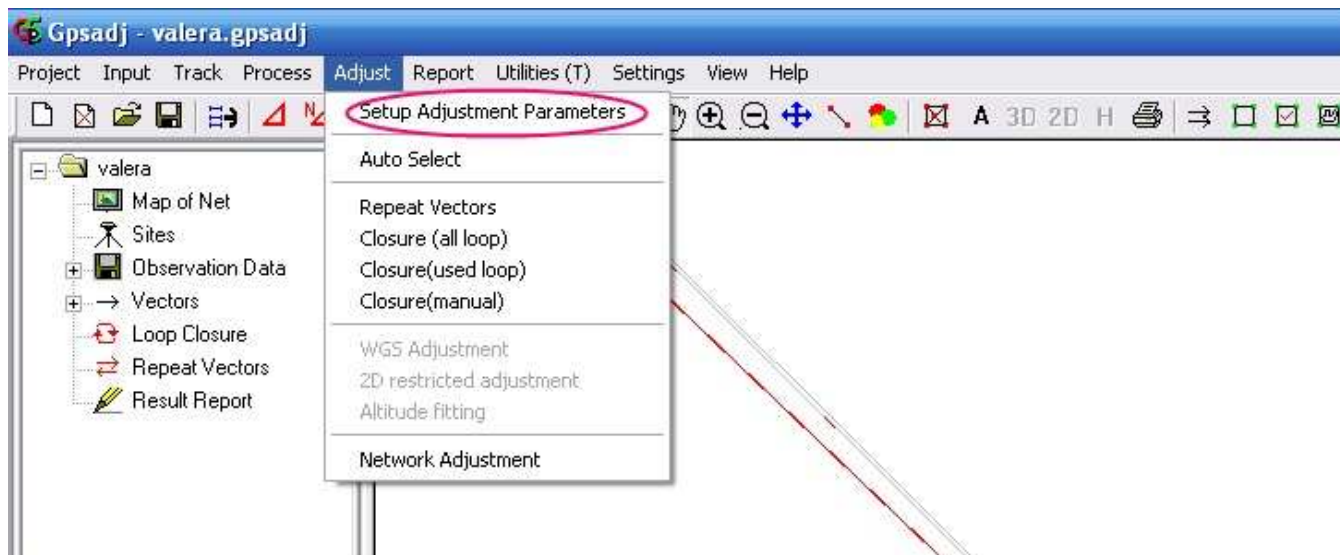 Gpsadj - valera.gpsadj
Project Input Track Process Adjust Report Utilities (T) Settings View Help
A 3D 2D H
Setup Adjustment Parameters
Auto Select
Repeat Vectors
Closure (all loop)
Closure(used loop)
Closure(manual)
WGS Adjustment
2D restricted adjustment
Altitude fitting
Network Adjustment
valera
Map of Net
Sites
Observation Data
Vectors
Loop Closure
Repeat Vectors
Result Report